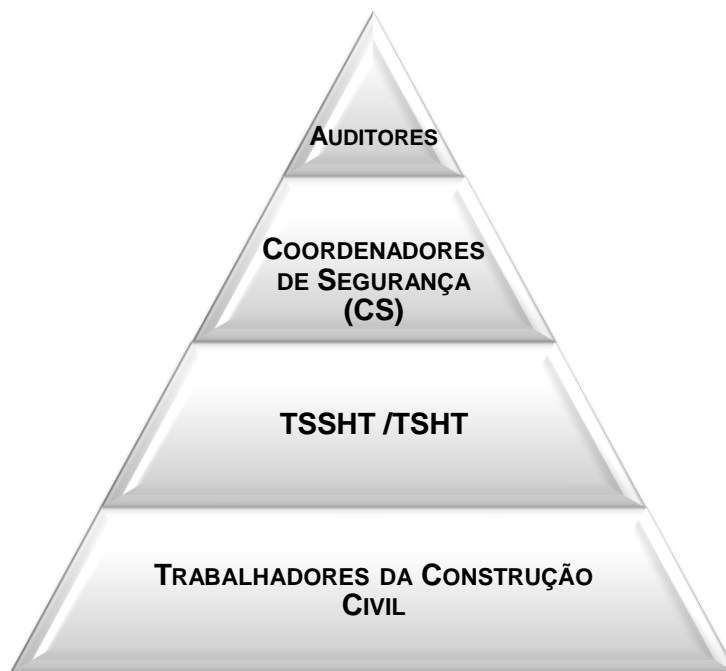 AUDITORES
COORDENADORES
DE SEGURANÇA
(CS)
TSSHT /TSHT
TRABALHADORES DA CONSTRUÇÃO
CIVIL